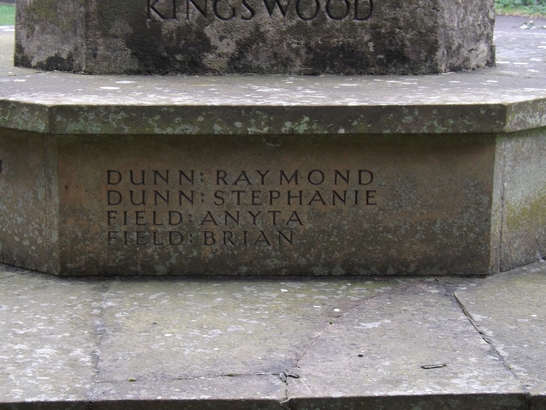 KINGSWOOD
DUNN: RAYMOND
DUNN: STEPHANIE
FIELD: ANYTA
FIELD: BRIAN